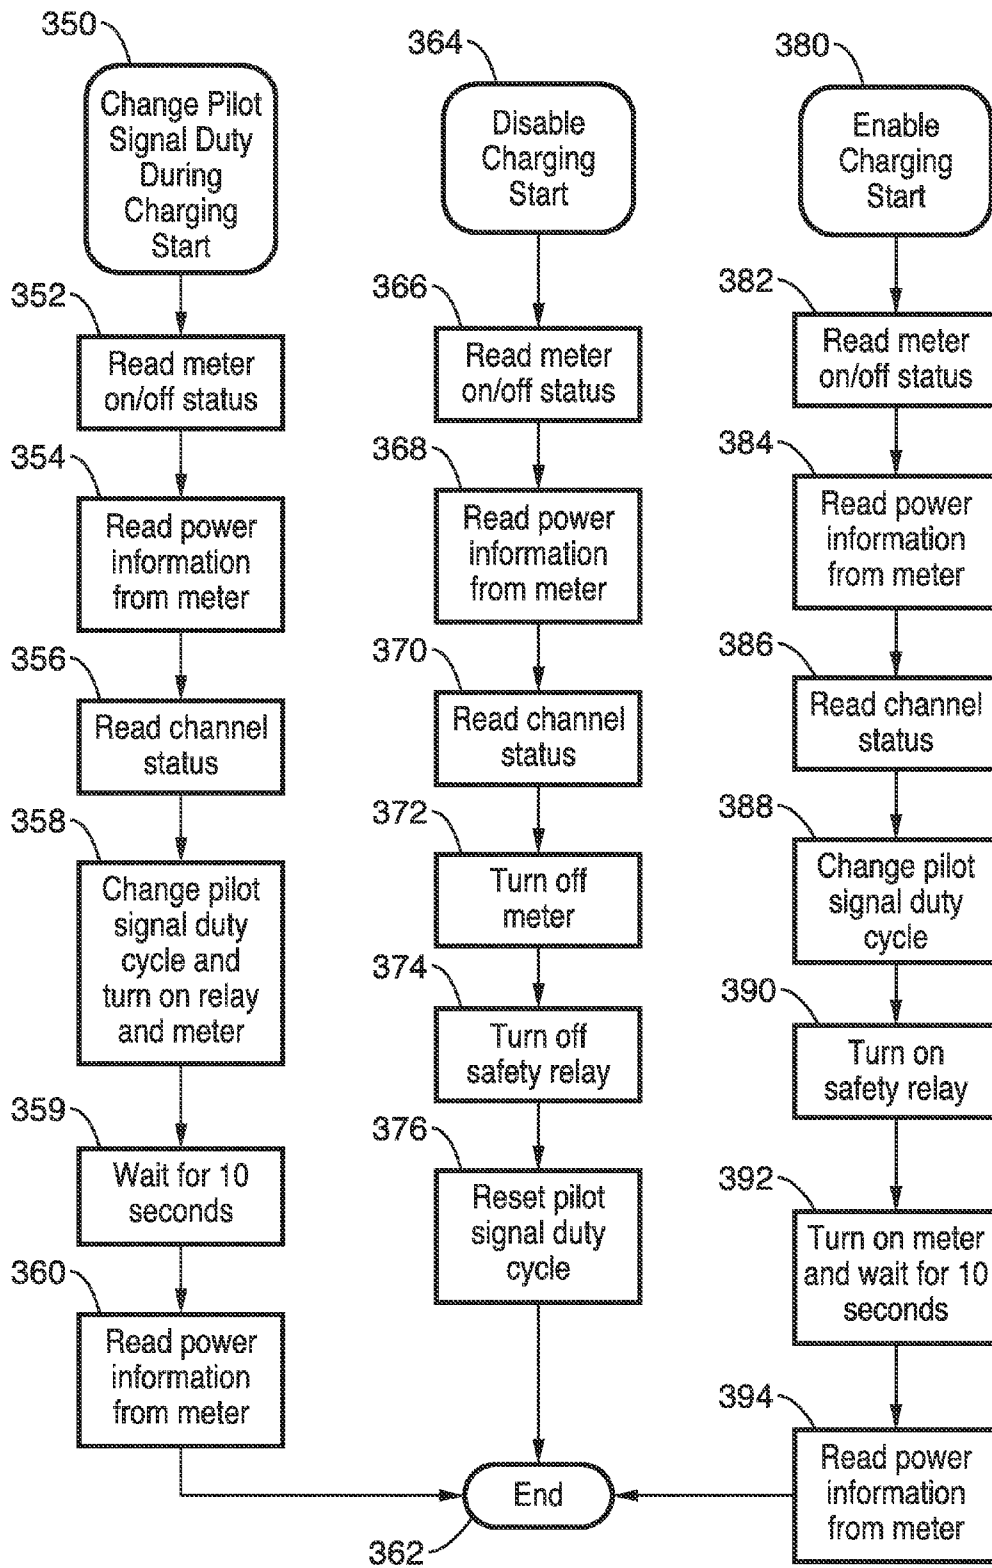 350
Change Pilot
Signal Duty
During
Charging
Start
352
Read meter
on/off status
354
Read power
information
from meter
356
Read channel
status
358
Change pilot
signal duty
cycle and
turn on relay
and meter
359
Wait for 10
seconds
360
Read power
information
from meter
364
Disable
Charging
Start
366
Read meter
on/off status
368
Read power
information
from meter
370
Read channel
status
372
Turn off
meter
374
Turn off
safety relay
376
Reset pilot
signal duty
cycle
End
362
380
Enable
Charging
Start
382
Read meter
on/off status
384
Read power
information
from meter
386
Read channel
status
388
Change pilot
signal duty
cycle
390
Turn on
safety relay
392
Turn on meter
and wait for 10
seconds
394
Read power
information
from meter